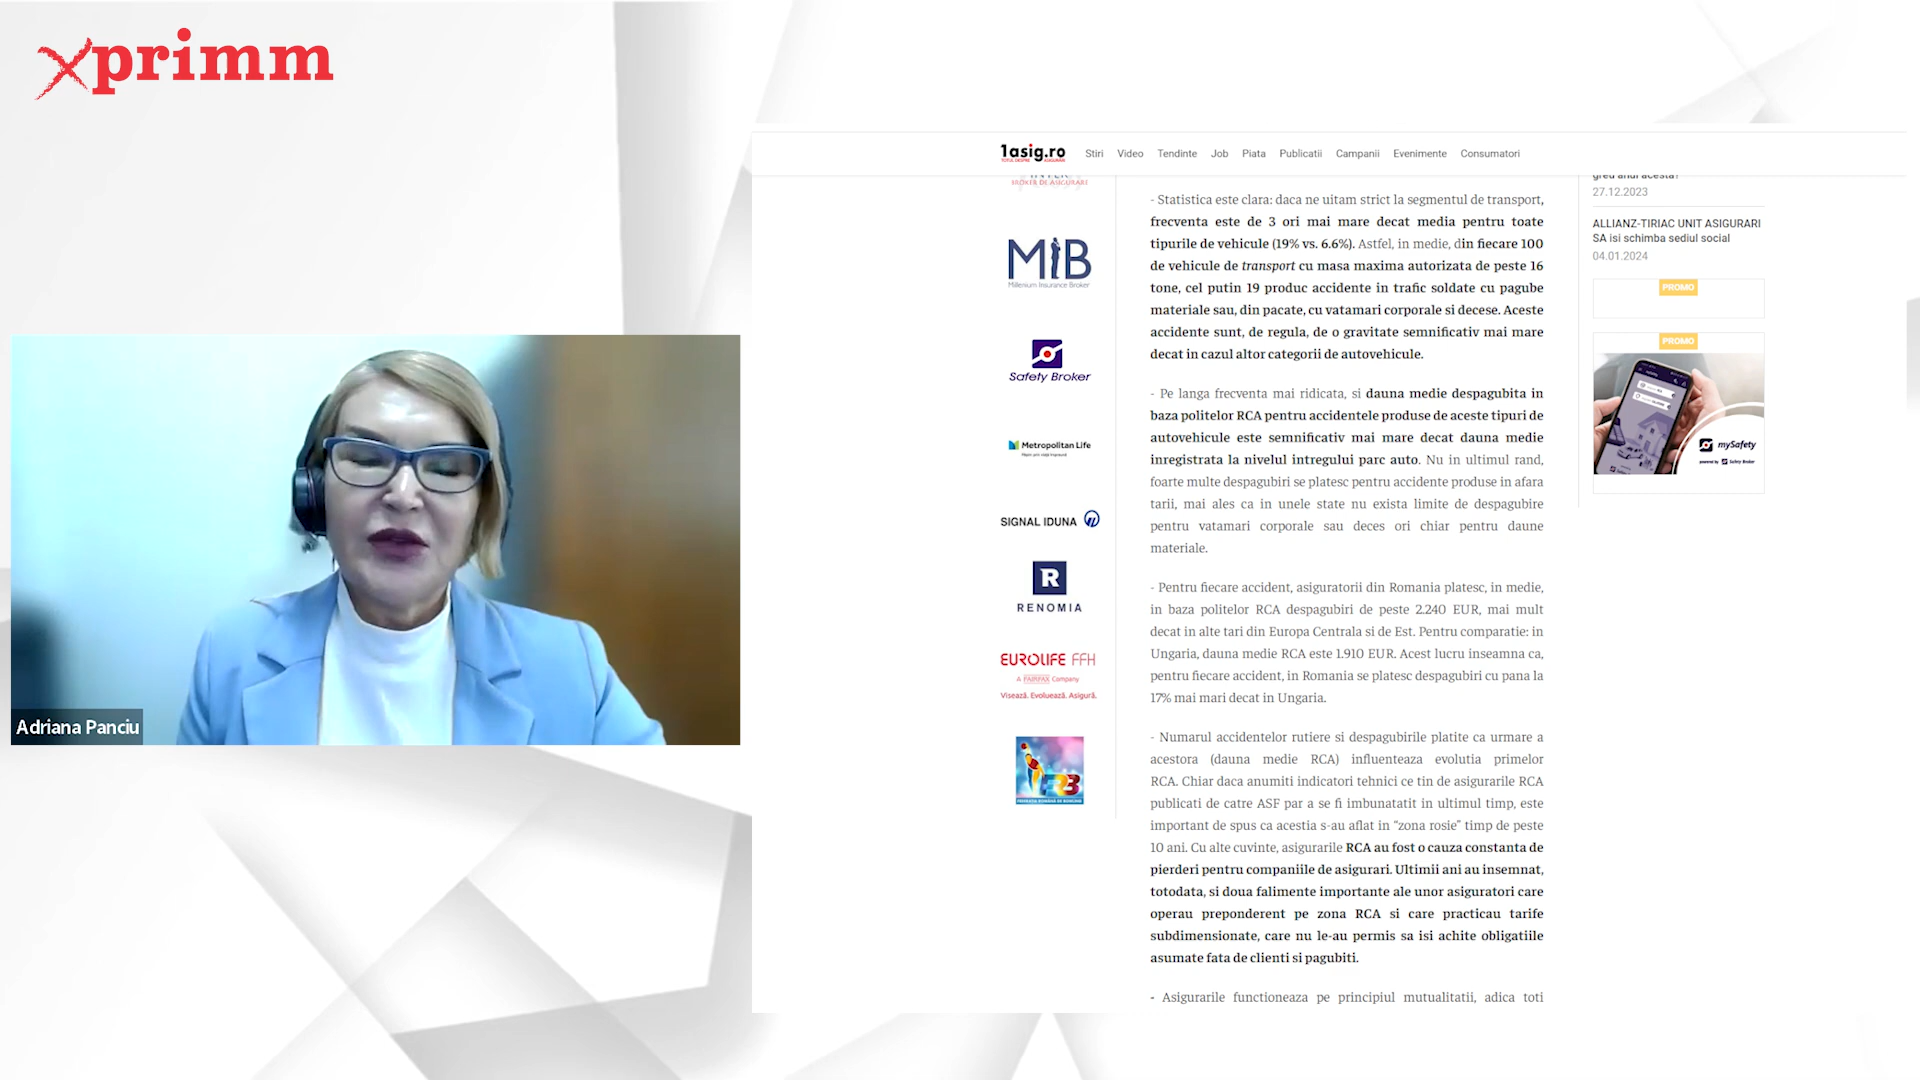 xprimm
Adriana Panciu
1asig.ro
Stiri Video Tendinte Job Piata Publicatii Campanii Evenimente Consumatori
BROKER DE ASIGURARE
MIB
Millenium Insurance Broker
Safety Broker
Metropolitan Life
SIGNAL IDUNA
R
RENOMIA
EUROLIFE FFH
A FAIRFAX Company
Visează. Evoluează. Asigură.
- Statistica este clara: daca ne uitam strict la segmentul de transport,
frecventa este de 3 ori mai mare decat media pentru toate
tipurile de vehicule (19% vs. 6.6%). Astfel, in medie, din fiecare 100
de vehicule de transport cu masa maxima autorizata de peste 16
tone, cel putin 19 produc accidente in trafic soldate cu pagube
materiale sau, din pacate, cu vatamari corporale si decese. Aceste
accidente sunt, de regula, de o gravitate semnificativ mai mare
decat in cazul altor categorii de autovehicule.
- Pe langa frecventa mai ridicata, si dauna medie despagubita in
baza politelor RCA pentru accidentele produse de aceste tipuri de
autovehicule este semnificativ mai mare decat dauna medie
inregistrata la nivelul intregului parc auto. Nu in ultimul rand,
foarte multe despagubiri se platesc pentru accidente produse in afara
tarii, mai ales ca in unele state nu exista limite de despagubire
pentru vatamari corporale sau deces ori chiar pentru daune
materiale.
- Pentru fiecare accident, asiguratorii din Romania platesc, in medie,
in baza politelor RCA despagubiri de peste 2.240 EUR, mai mult
decat in alte tari din Europa Centrala si de Est. Pentru comparatie: in
Ungaria, dauna medie RCA este 1.910 EUR. Acest lucru inseamna ca,
pentru fiecare accident, in Romania se platesc despagubiri cu pana la
17% mai mari decat in Ungaria.
- Numarul accidentelor rutiere si despagubirile platite ca urmare a
acestora (dauna medie RCA) influenteaza evolutia primelor
RCA. Chiar daca anumiti indicatori tehnici ce tin de asigurarile RCA
publicati de catre ASF par a se fi imbunatatit in ultimul timp, este
important de spus ca acestia s-au aflat in “zona rosie” timp de peste
10 ani. Cu alte cuvinte, asigurarile RCA au fost o cauza constanta de
pierderi pentru companiile de asigurari. Ultimii ani au insemnat,
totodata, si doua falimente importante ale unor asiguratori care
operau preponderent pe zona RCA si care practicau tarife
subdimensionate, care nu le-au permis sa isi achite obligatiile
asumate fata de clienti si pagubiti.
- Asigurarile functioneaza pe principiul mutualitatii, adica toti
greu anul acesta?
27.12.2023
ALLIANZ-TIRIAC UNIT ASIGURARI
SA isi schimba sediul social
04.01.2024
PROMO
PROMO
mySafety
powered by Safety Broker